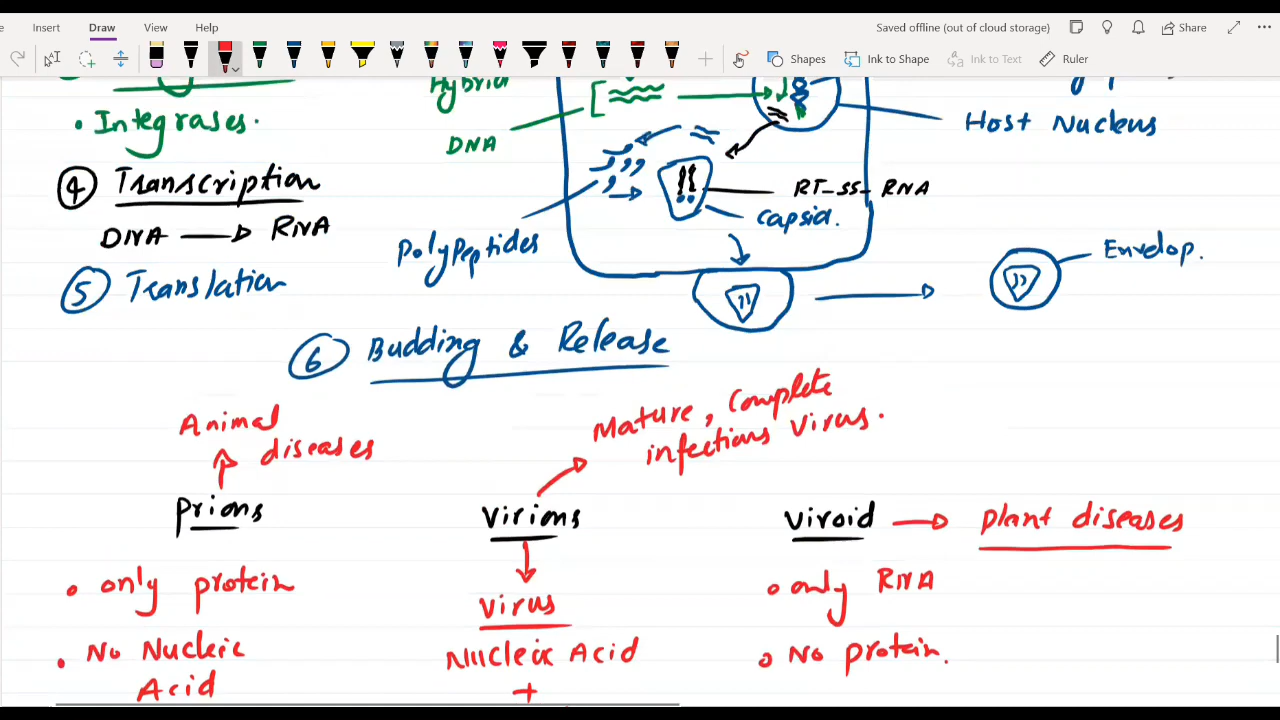 Insert Draw View Help
Saved offline (out of cloud storage) Share
Shapes Ink to Shape Ink to Text Ruler
Hybrid
• Integrases.
DNA
Host Nucleus
④ Transcription
DNA → RNA
RT-SS-RNA
Capsid.
Polypeptides
⑤ Translation
Envelop.
⑥ Budding & Release
Animal
diseases
Mature, Complete
infectious Virus.
Prions
Virions
Viroid → Plant diseases
• only protein
Virus
• only RNA
• No Nucleic
Acid
Nucleic Acid
+
• No protein.